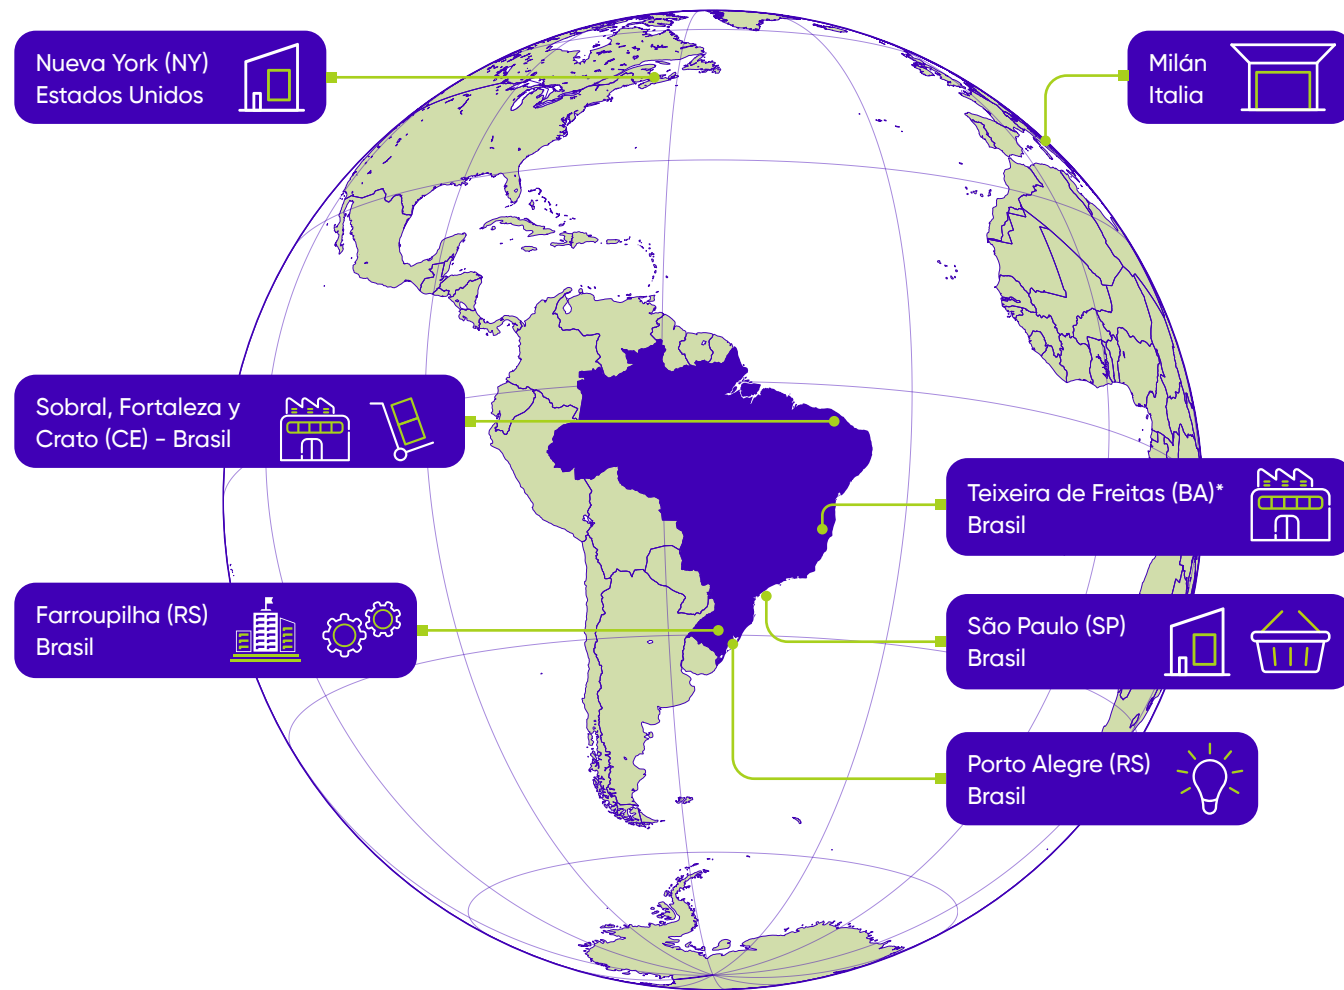 Nueva York (NY)
Estados Unidos
Milán
Italia
Sobral, Fortaleza y
Crato (CE) - Brasil
Teixeira de Freitas (BA)*
Brasil
Farroupilha (RS)
Brasil
São Paulo (SP)
Brasil
Porto Alegre (RS)
Brasil